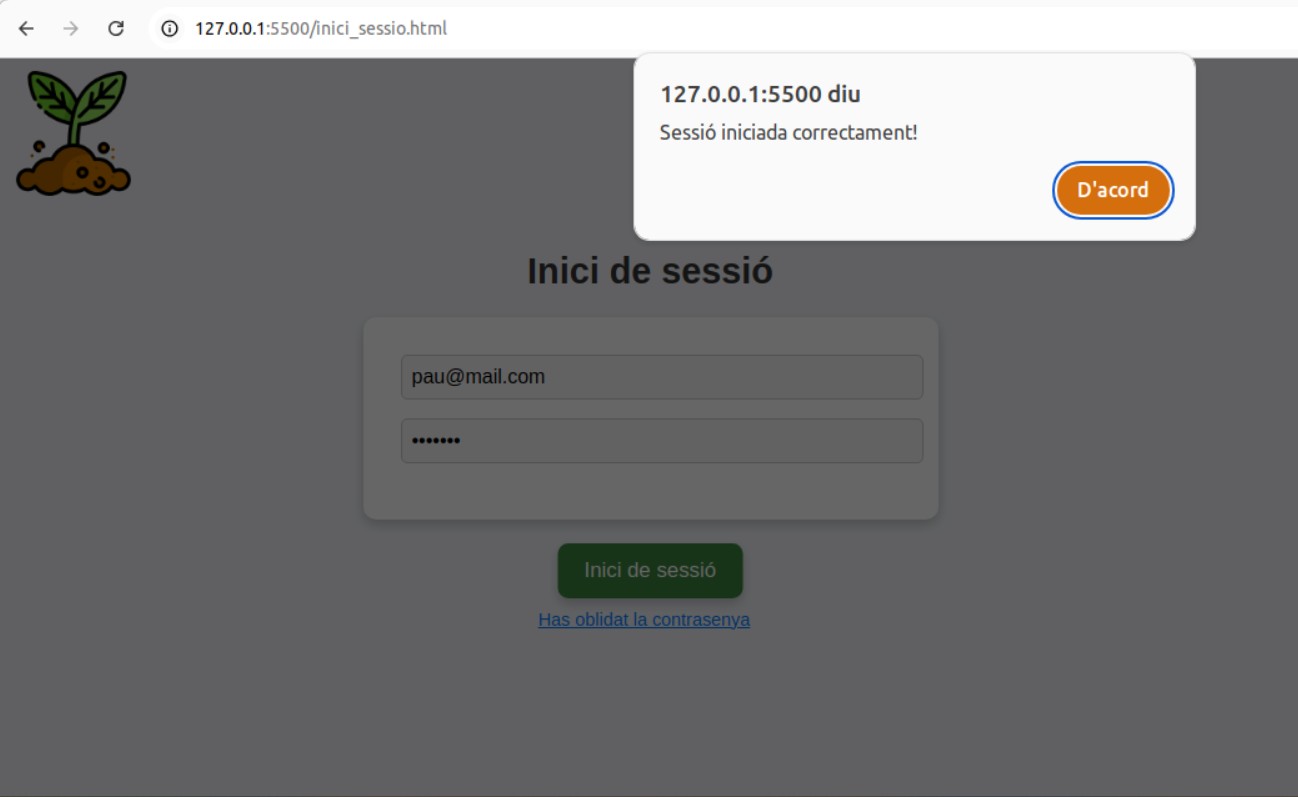 127.0.0.1:5500/inici_sessio.html
127.0.0.1:5500 diu
Sessió iniciada correctament!
D'acord
Inici de sessió
pau@mail.com
•••••••
Inici de sessió
Has oblidat la contrasenya